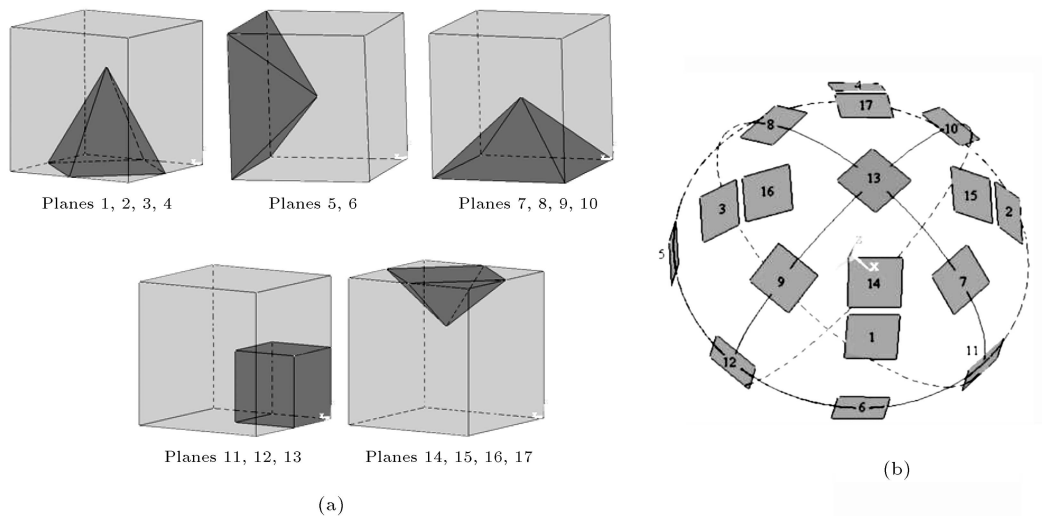 Planes 1, 2, 3, 4
Planes 5, 6
Planes 7, 8, 9, 10
Planes 11, 12, 13
Planes 14, 15, 16, 17
(a)
4
17
8
10
13
3
16
15
2
5
z
x
9
14
7
1
11
12
6
(b)